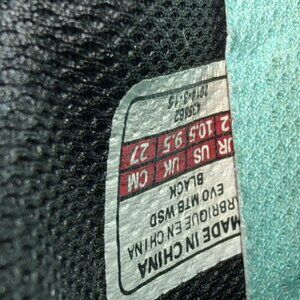 MADE IN CHINA
BRIQUE EN CHINA
EVO MTB WSD
BLACK
UR US UK CM
2 10.5 9.5 27